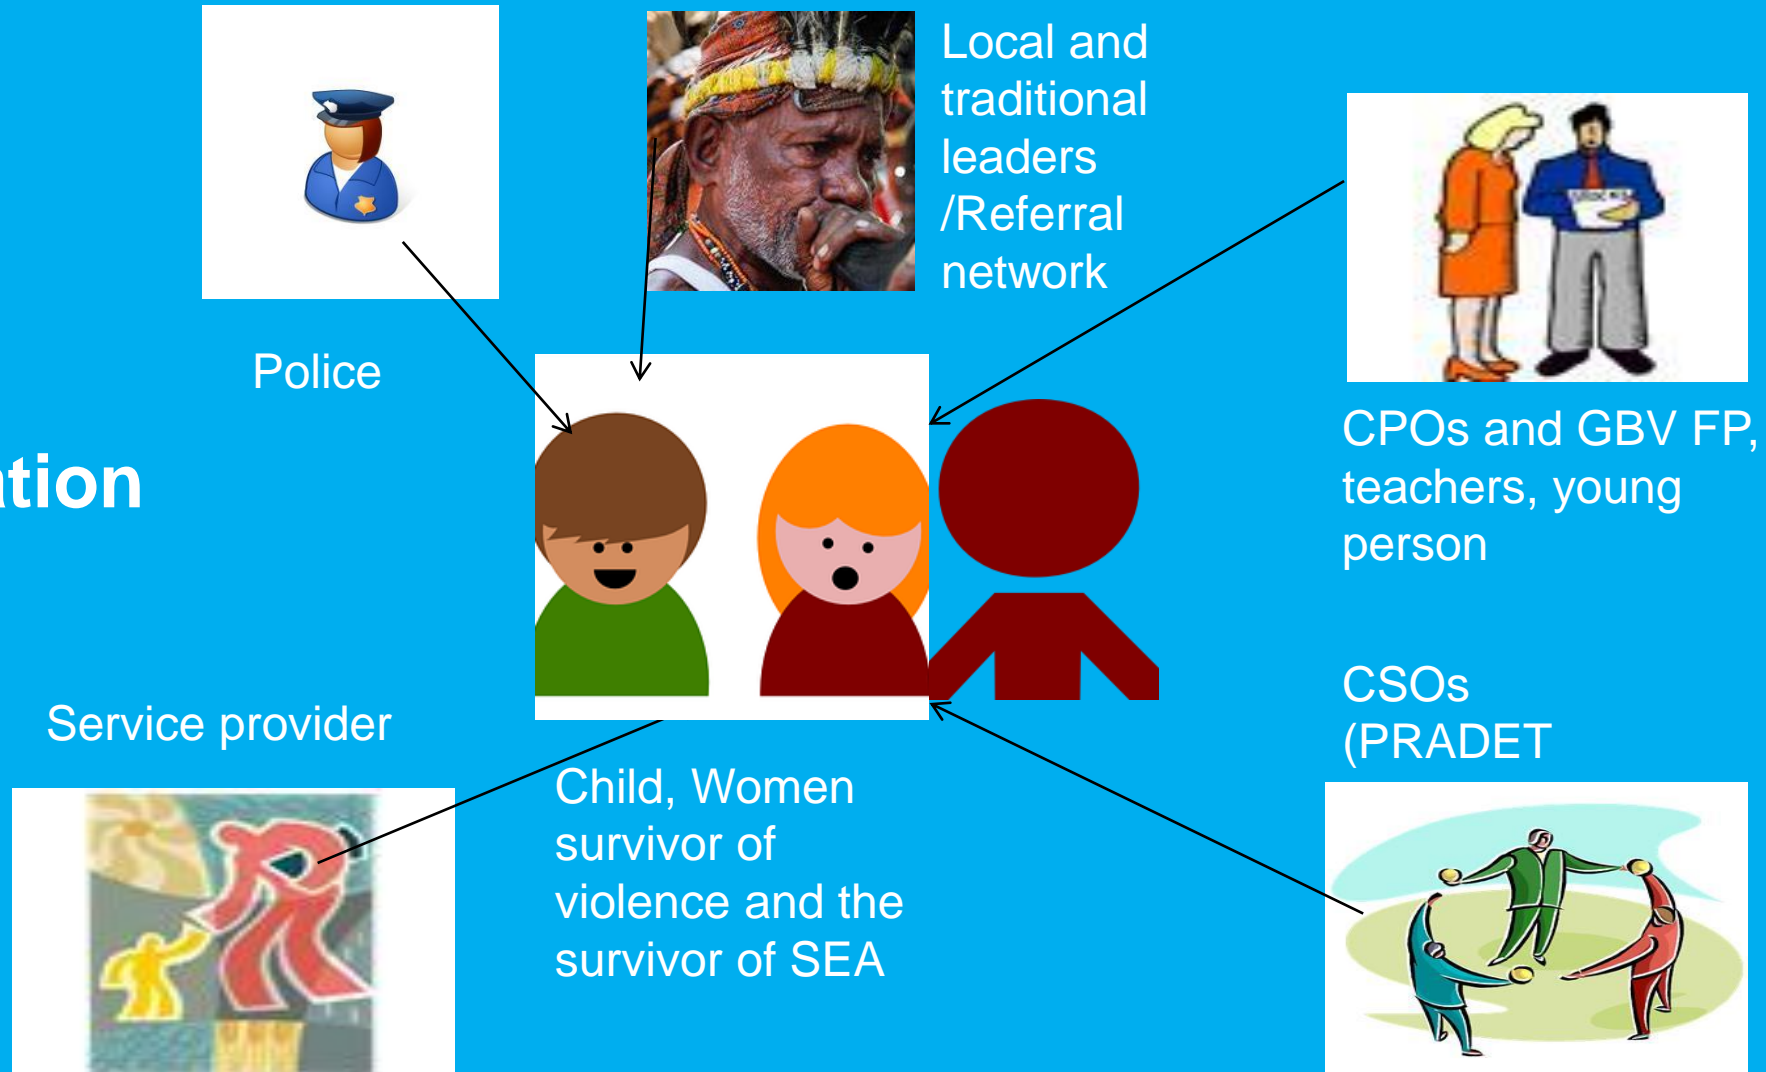 Local and
traditional
leaders
/Referral
network
Police
CPOs and GBV FP,
teachers, young
person
ation
CSOs
(PRADET
Service provider
Child, Women
survivor of
violence and the
survivor of SEA